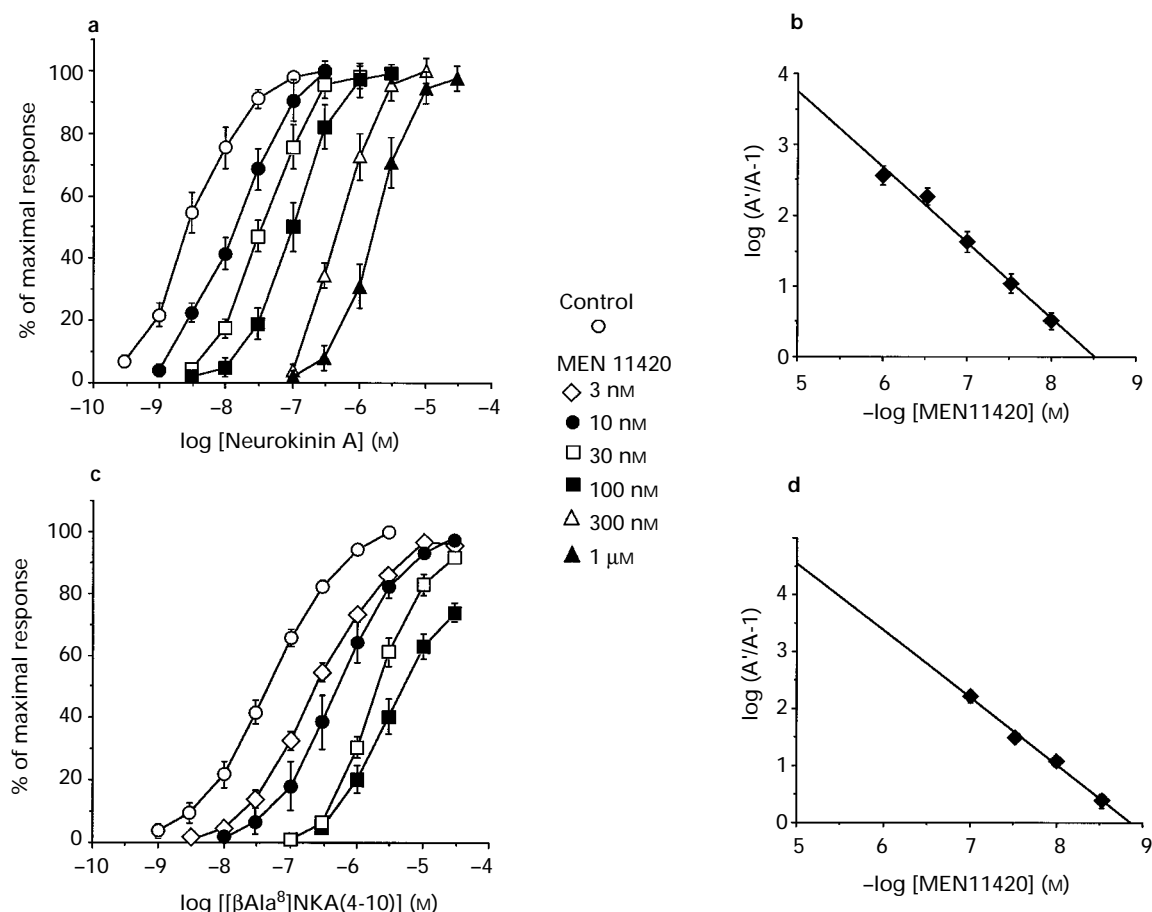 a
% of maximal response
100
80
60
40
20
0
−10 −9 −8 −7 −6 −5 −4
log [Neurokinin A] (M)
b
log (A'/A-1)
4
3
2
1
0
5 6 7 8 9
−log [MEN11420] (M)
Control
MEN 11420
3 nM
10 nM
30 nM
100 nM
300 nM
1 µM
c
% of maximal response
100
80
60
40
20
0
−10 −9 −8 −7 −6 −5 −4
log [[βAla⁸]NKA(4-10)] (M)
d
log (A'/A-1)
4
3
2
1
0
5 6 7 8 9
−log [MEN11420] (M)